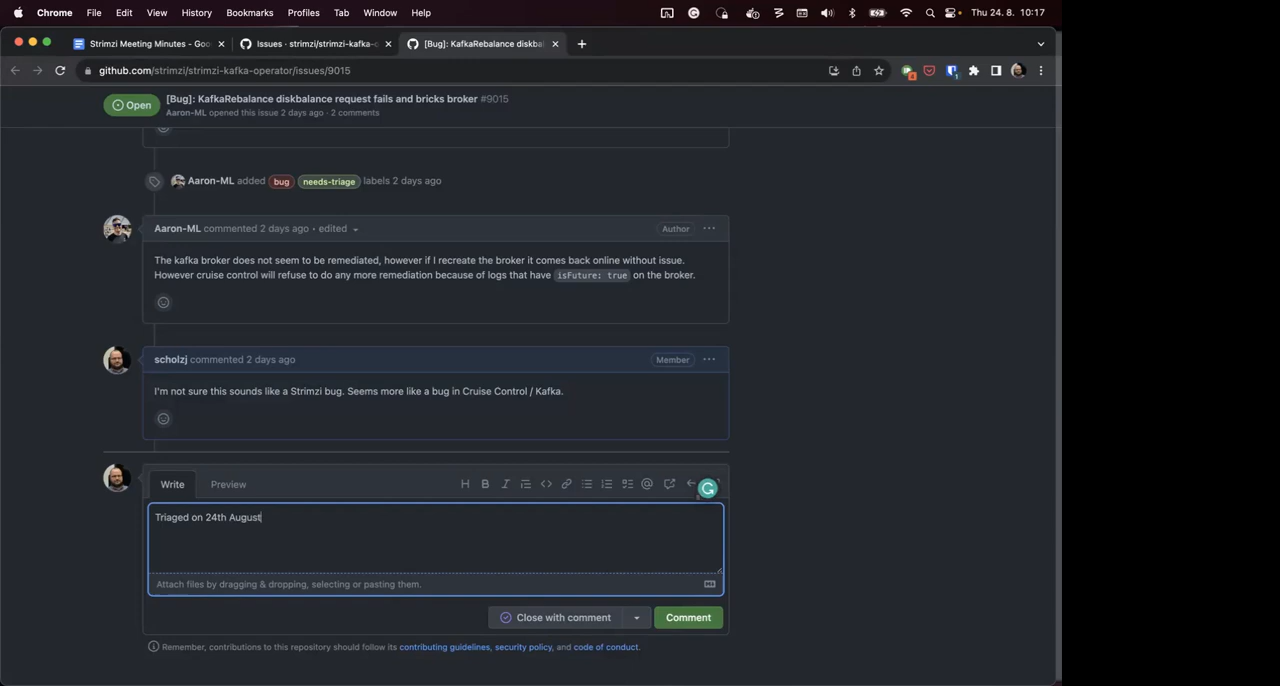 Chrome File Edit View History Bookmarks Profiles Tab Window Help Thu 24. 8. 10:17
Strimzi Meeting Minutes - Goo
Issues · strimzi/strimzi-kafka-o
[Bug]: KafkaRebalance diskbal
github.com/strimzi/strimzi-kafka-operator/issues/9015
Open
[Bug]: KafkaRebalance diskbalance request fails and bricks broker #9015
Aaron-ML opened this issue 2 days ago · 2 comments
Aaron-ML added bug needs-triage labels 2 days ago
Aaron-ML commented 2 days ago • edited Author
The kafka broker does not seem to be remediated, however if I recreate the broker it comes back online without issue.
However cruise control will refuse to do any more remediation because of logs that have isFuture: true on the broker.
scholzj commented 2 days ago Member
I'm not sure this sounds like a Strimzi bug. Seems more like a bug in Cruise Control / Kafka.
Write Preview
Triaged on 24th August
Attach files by dragging & dropping, selecting or pasting them.
Close with comment Comment
Remember, contributions to this repository should follow its contributing guidelines, security policy, and code of conduct.